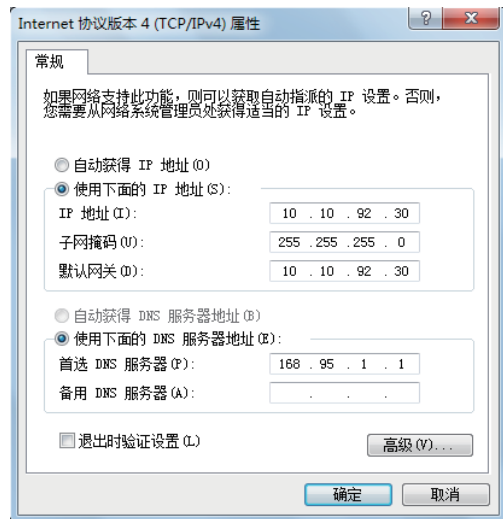 Internet 协议版本 4 (TCP/IPv4) 属性
常规
如果网络支持此功能，则可以获取自动指派的 IP 设置。否则，
您需要从网络系统管理员处获得适当的 IP 设置。
自动获得 IP 地址(O)
使用下面的 IP 地址(S):
IP 地址(I): 10 . 10 . 92 . 30
子网掩码(U): 255 .255 .255 . 0
默认网关(D): 10 . 10 . 92 . 30
自动获得 DNS 服务器地址(B)
使用下面的 DNS 服务器地址(E):
首选 DNS 服务器(P): 168 . 95 . 1 . 1
备用 DNS 服务器(A): . . .
退出时验证设置(L)
高级(V)...
确定 取消